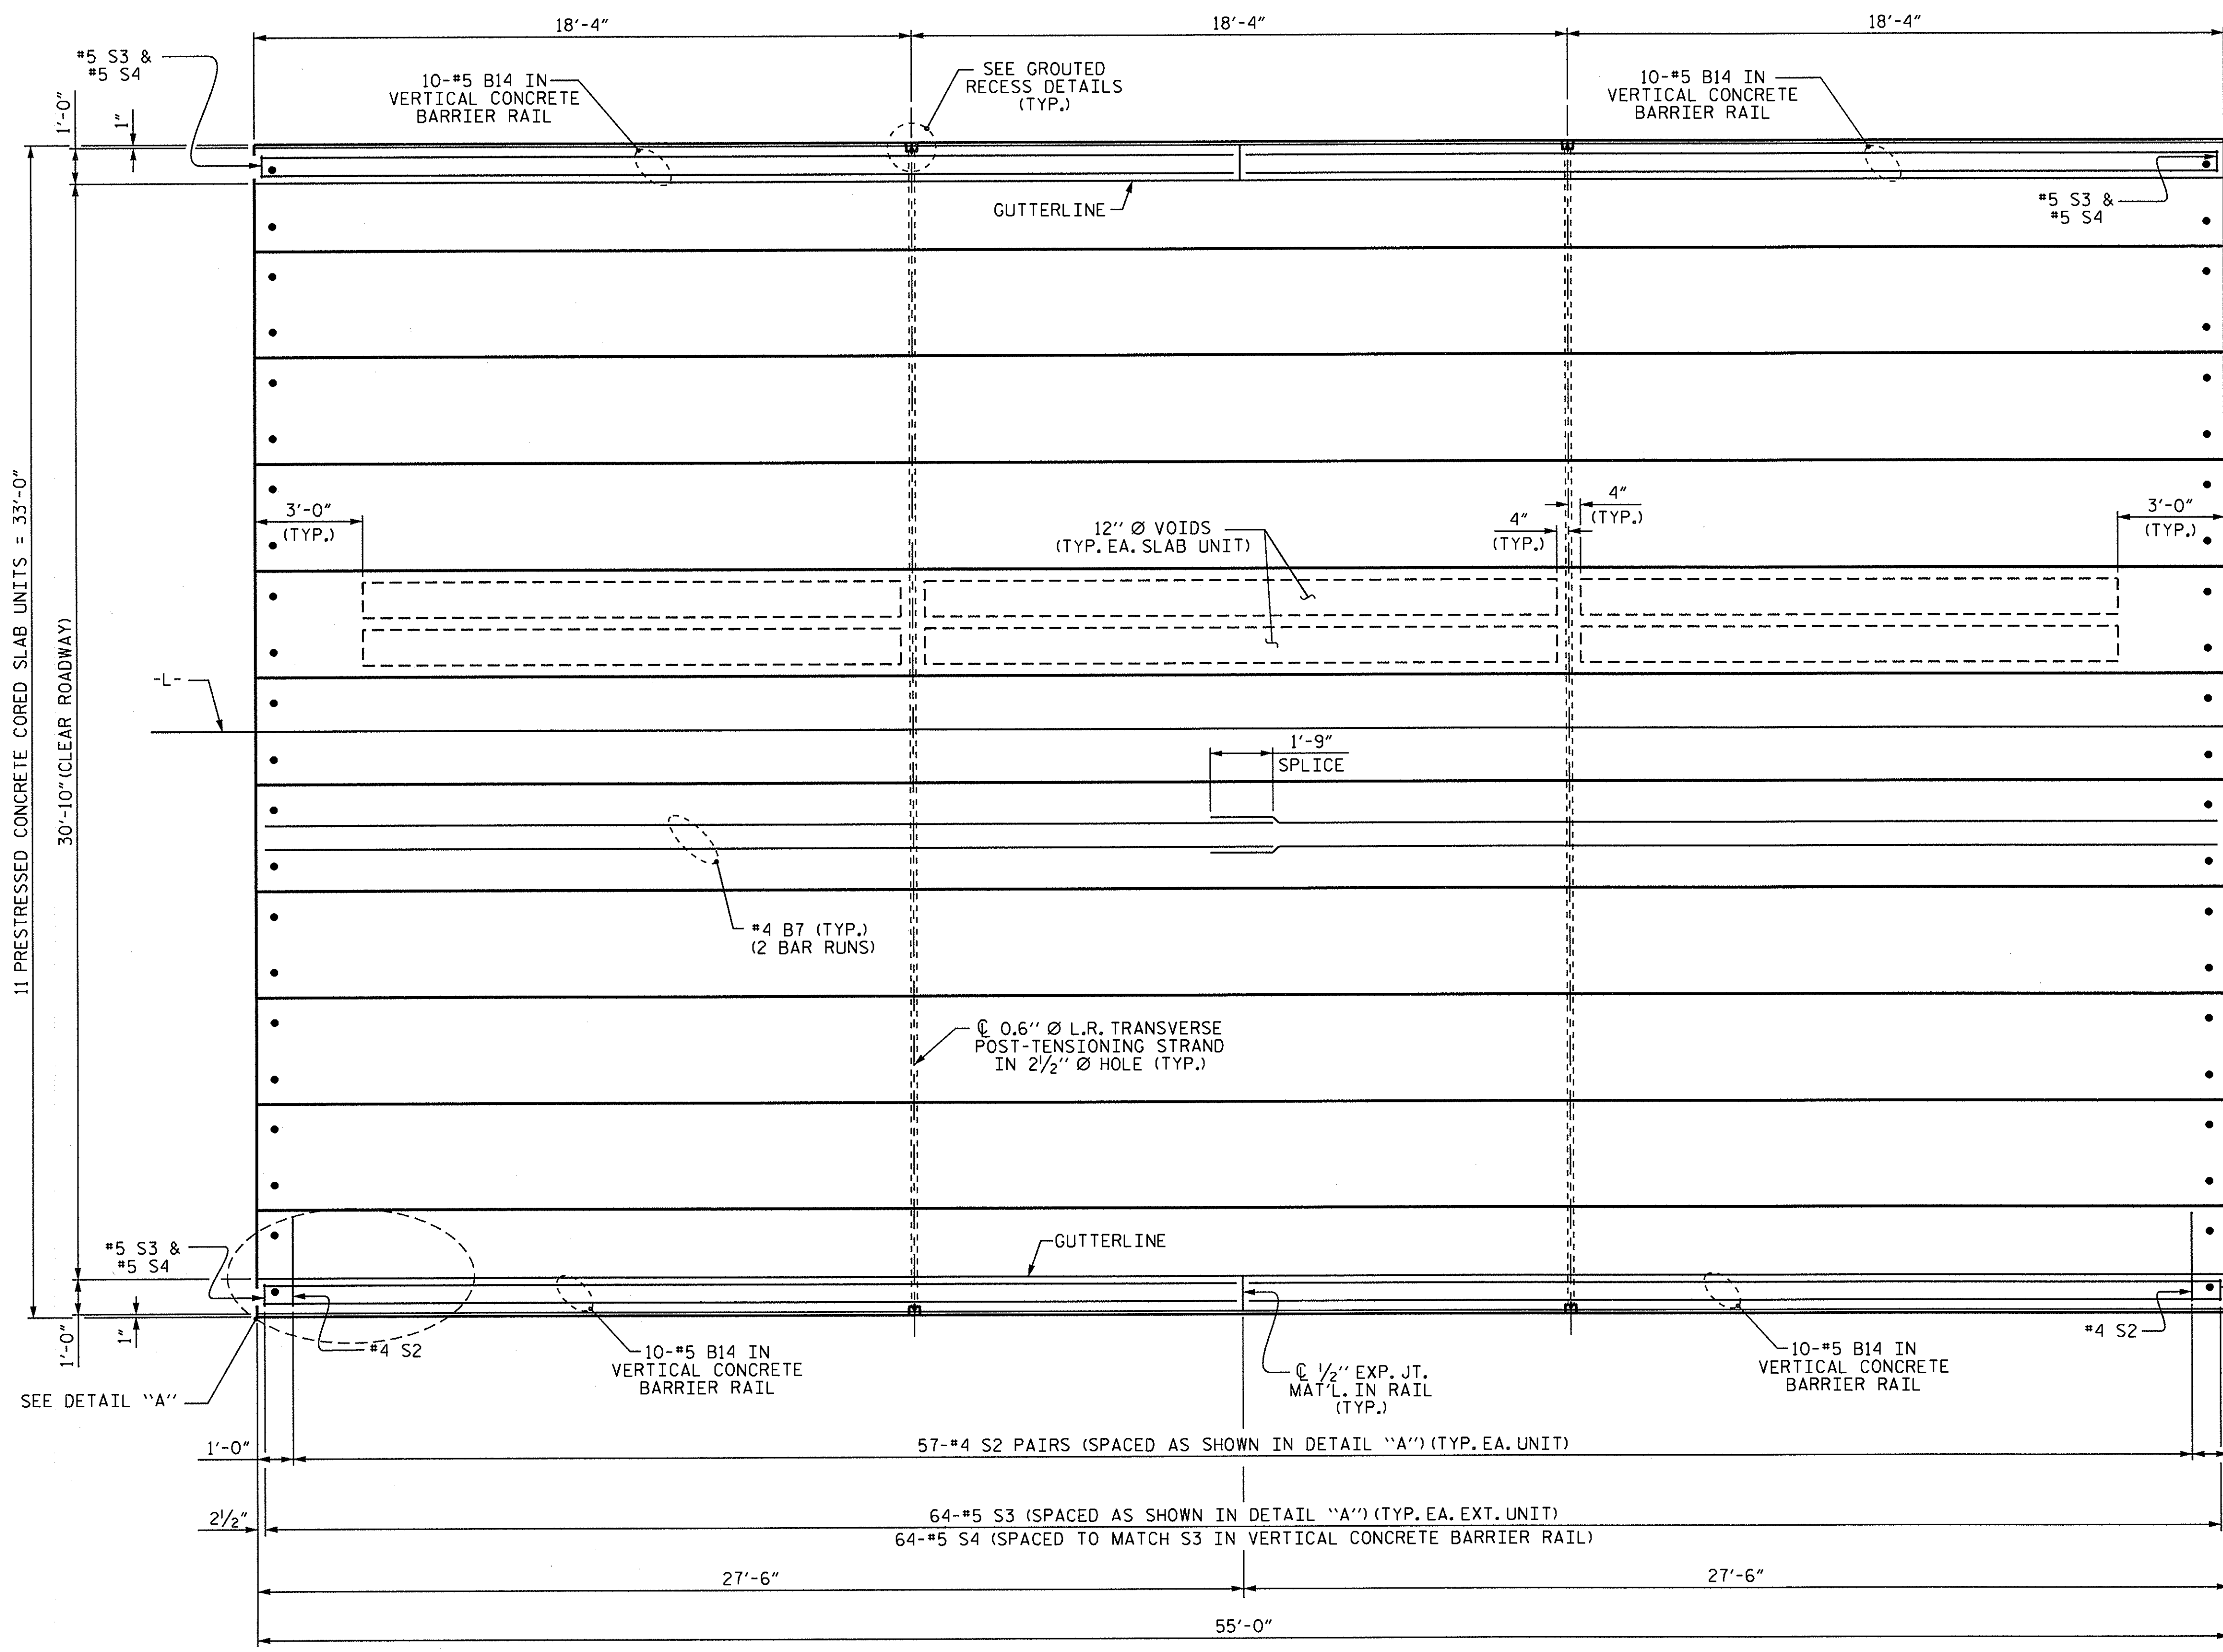 18'-4"
18'-4"
18'-4"
#5 S3 &
#5 S4
10-#5 B14 IN
VERTICAL CONCRETE
BARRIER RAIL
SEE GROUTED
RECESS DETAILS
(TYP.)
10-#5 B14 IN
VERTICAL CONCRETE
BARRIER RAIL
1'-0"
1"
GUTTERLINE
#5 S3 &
#5 S4
11 PRESTRESSED CONCRETE CORED SLAB UNITS = 33'-0"
30'-10" (CLEAR ROADWAY)
3'-0"
(TYP.)
12" Ø VOIDS
(TYP. EA. SLAB UNIT)
4"
(TYP.)
4"
(TYP.)
3'-0"
(TYP.)
-L-
1'-9"
SPLICE
#4 B7 (TYP.)
(2 BAR RUNS)
℄ 0.6" Ø L.R. TRANSVERSE
POST-TENSIONING STRAND
IN 2½" Ø HOLE (TYP.)
#5 S3 &
#5 S4
GUTTERLINE
1'-0"
1"
#4 S2
10-#5 B14 IN
VERTICAL CONCRETE
BARRIER RAIL
℄ ½" EXP. JT.
MAT'L. IN RAIL
(TYP.)
10-#5 B14 IN
VERTICAL CONCRETE
BARRIER RAIL
#4 S2
SEE DETAIL "A"
1'-0"
57-#4 S2 PAIRS (SPACED AS SHOWN IN DETAIL "A") (TYP. EA. UNIT)
2½"
64-#5 S3 (SPACED AS SHOWN IN DETAIL "A") (TYP. EA. EXT. UNIT)
64-#5 S4 (SPACED TO MATCH S3 IN VERTICAL CONCRETE BARRIER RAIL)
27'-6"
27'-6"
55'-0"